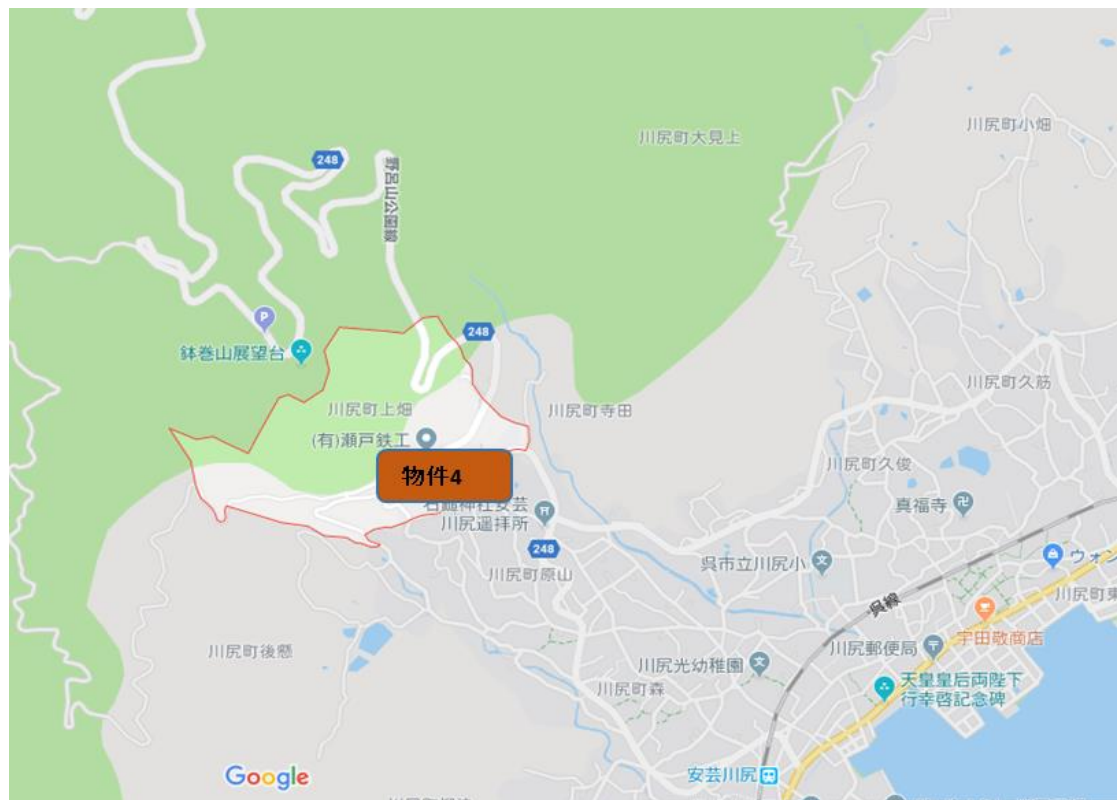 川尻町小畑
川尻町大見上
248
野呂山公園線
P
248
鉢巻山展望台
川尻町久筋
川尻町上畑
川尻町寺田
(有)瀬戸鉄工
川尻町久俊
物件4
真福寺
石鎚神社安芸
川尻遥拝所
248
呉市立川尻小
ウォン
川尻町原山
川尻町東
呉線
宇田敬商店
川尻町後懸
川尻郵便局
川尻光幼稚園
川尻町森
天皇皇后両陛下
行幸啓記念碑
Google
安芸川尻